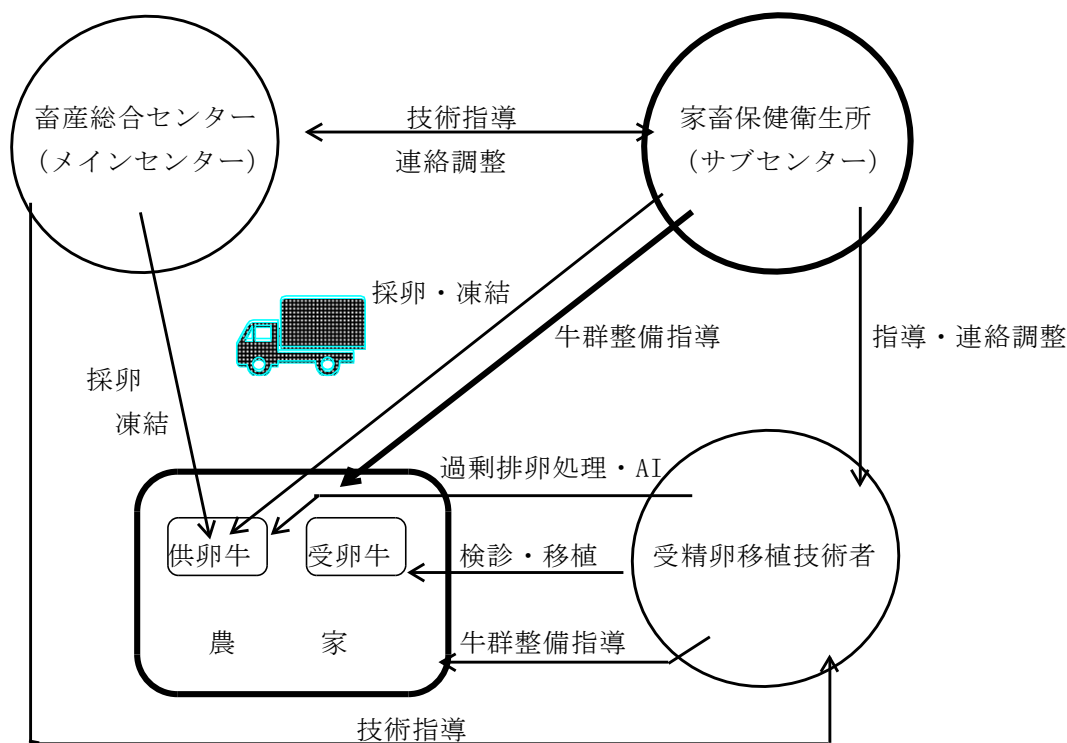 畜産総合センター
（メインセンター）
技術指導
連絡調整
家畜保健衛生所
（サブセンター）
採卵・凍結
牛群整備指導
指導・連絡調整
採卵
凍結
過剰排卵処理・AI
供卵牛
受卵牛
検診・移植
受精卵移植技術者
農　　家
牛群整備指導
技術指導